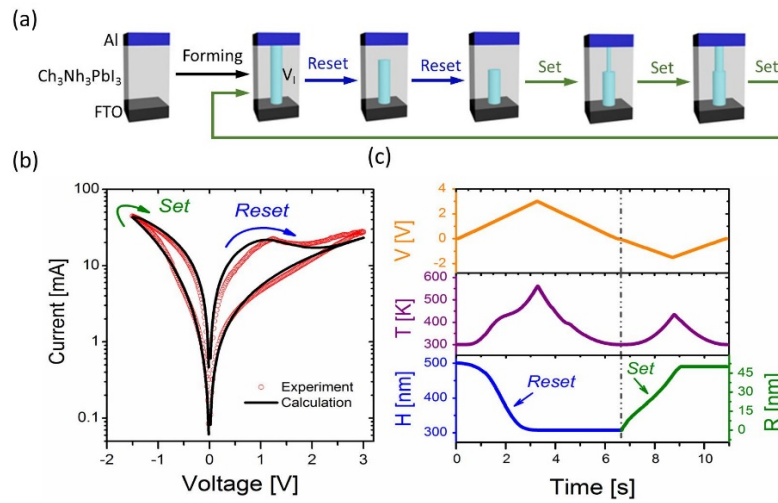 (a)
Al
Ch₃Nh₃PbI₃
FTO
Forming
V_I
Reset
Reset
Set
Set
Set
(b)
Current [mA]
100
10
1
0.1
Set
Reset
Experiment
Calculation
-2 -1 0 1 2 3
Voltage [V]
(c)
V [V]
4
2
0
-2
T [K]
600
500
400
300
H [nm]
500
400
300
Reset
Set
45
30
15
0
R [nm]
0 2 4 6 8 10
Time [s]